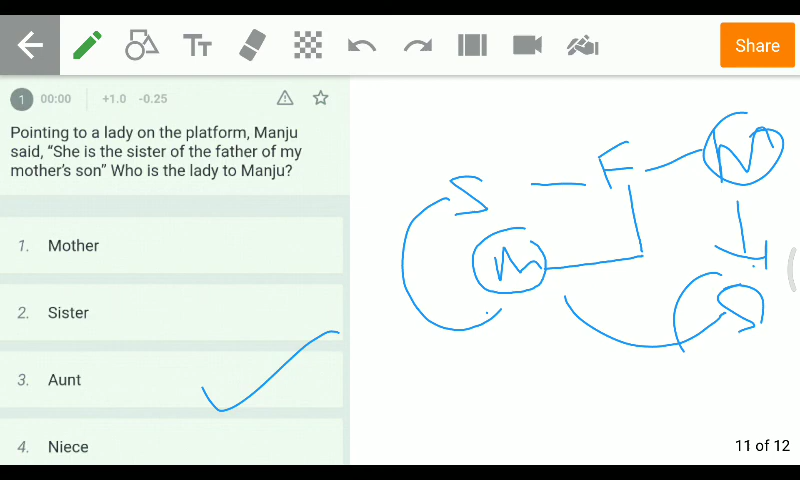 Share
1 00:00 +1.0 -0.25
Pointing to a lady on the platform, Manju
said, “She is the sister of the father of my
mother’s son” Who is the lady to Manju?
1. Mother
2. Sister
3. Aunt
4. Niece
S — F — M
M
S
11 of 12